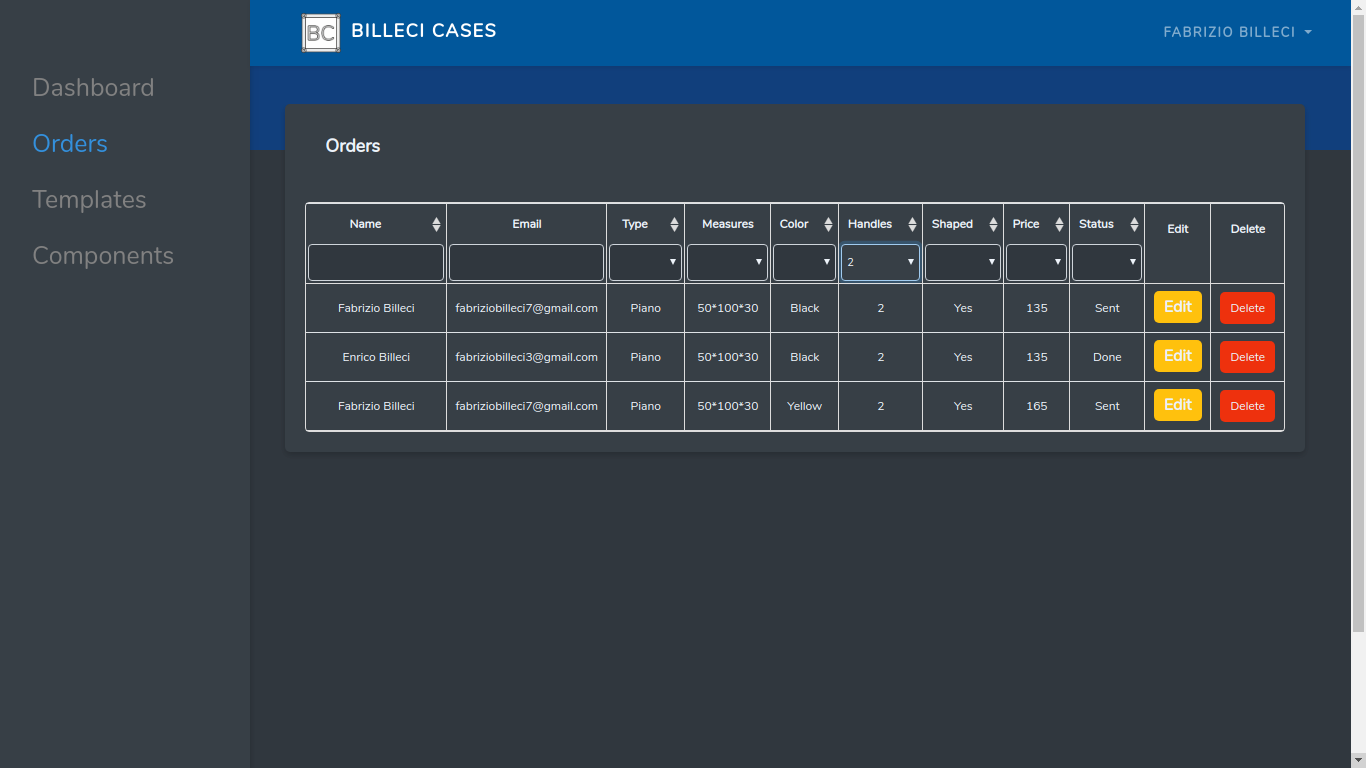 BC BILLECI CASES
FABRIZIO BILLECI
Dashboard
Orders
Templates
Components
Orders
Name Email Type Measures Color Handles Shaped Price Status Edit Delete
2
Fabrizio Billeci fabriziobilleci7@gmail.com Piano 50*100*30 Black 2 Yes 135 Sent Edit Delete
Enrico Billeci fabriziobilleci3@gmail.com Piano 50*100*30 Black 2 Yes 135 Done Edit Delete
Fabrizio Billeci fabriziobilleci7@gmail.com Piano 50*100*30 Yellow 2 Yes 165 Sent Edit Delete